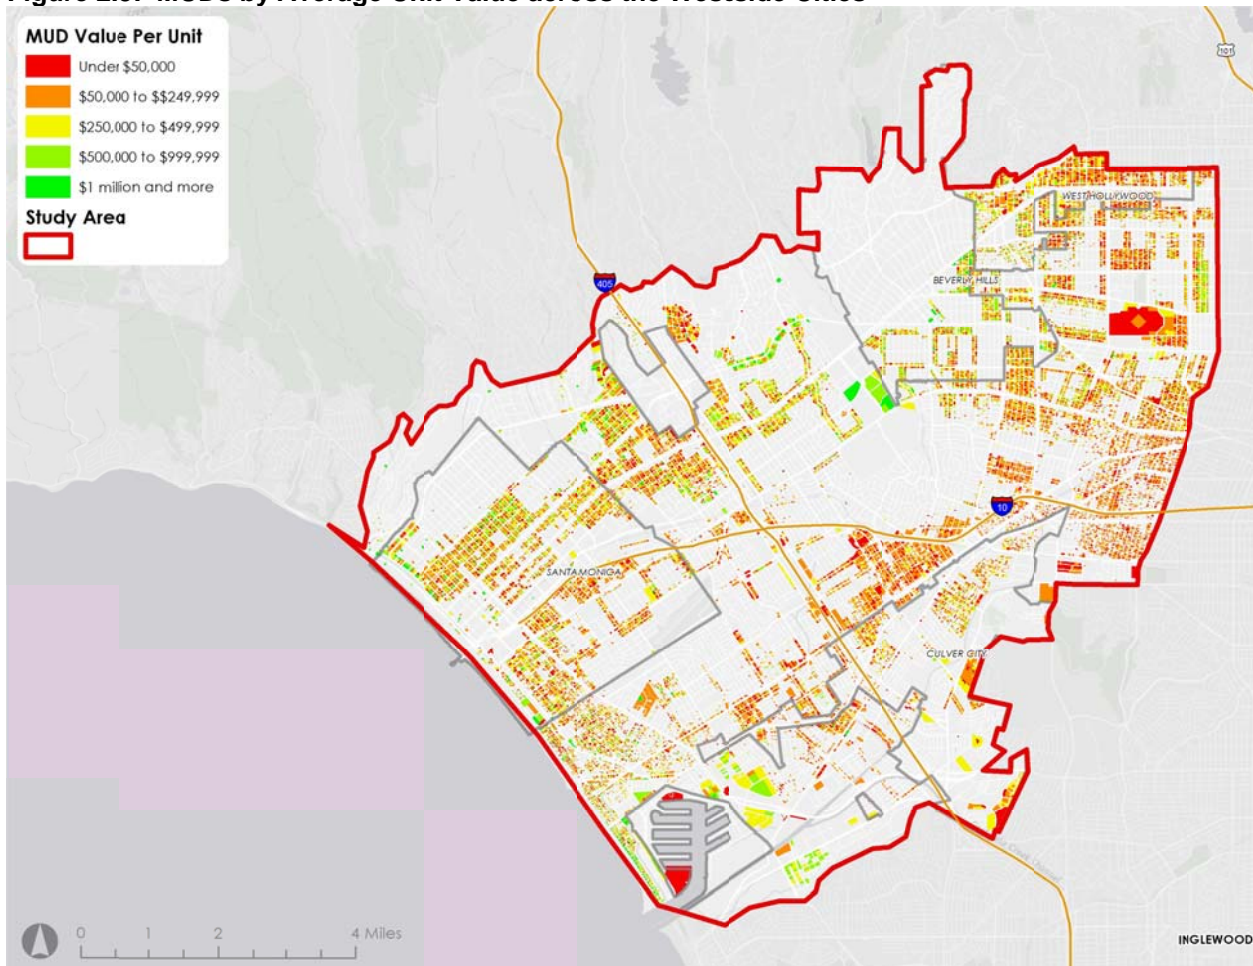 Figure 2.3. MUDs by Average Unit Value across the Westside Cities
MUD Value Per Unit
Under $50,000
$50,000 to $$249,999
$250,000 to $499,999
$500,000 to $999,999
$1 million and more
Study Area
101
WEST HOLLYWOOD
405
BEVERLY HILLS
10
SANTA MONICA
CULVER CITY
0 1 2 4 Miles
INGLEWOOD